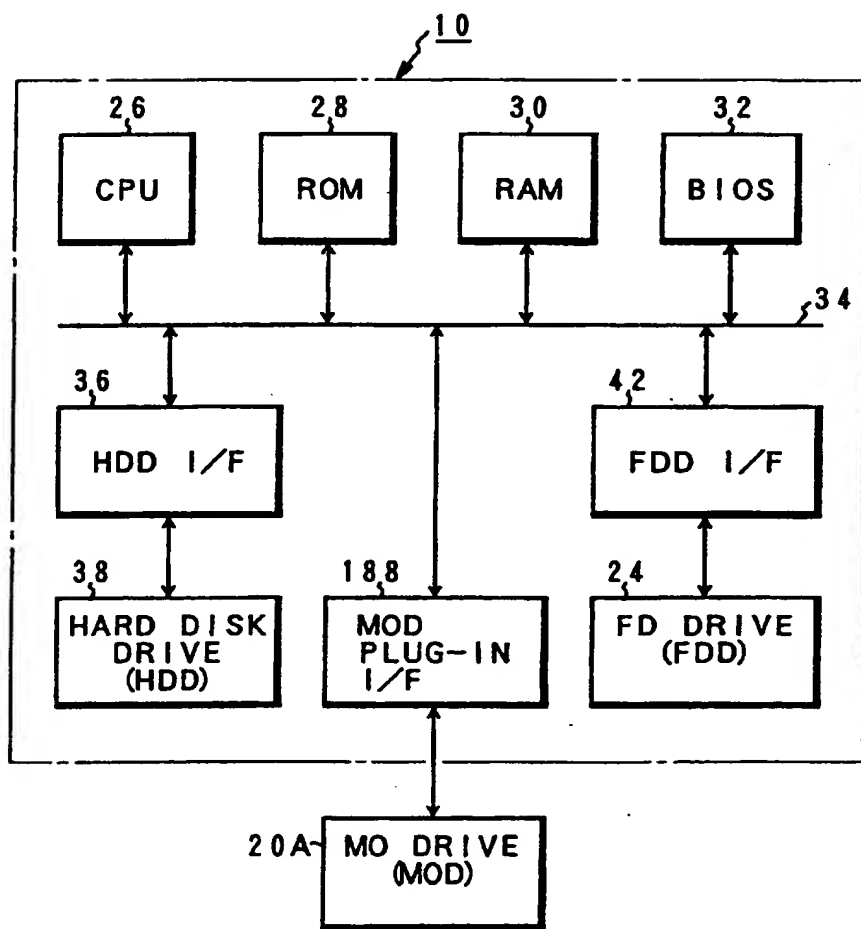 10
26
28
30
32
CPU
ROM
RAM
BIOS
34
36
42
HDD I/F
FDD I/F
38
188
24
HARD DISK
DRIVE
(HDD)
MOD
PLUG-IN
I/F
FD DRIVE
(FDD)
20A
MO DRIVE
(MOD)